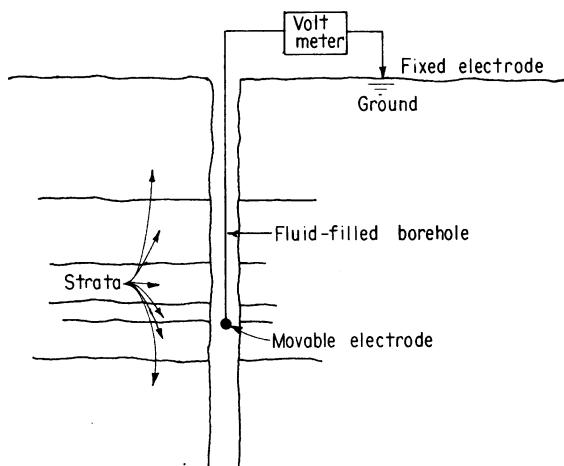 Volt
meter
Fixed electrode
Ground
Fluid-filled borehole
Strata
Movable electrode